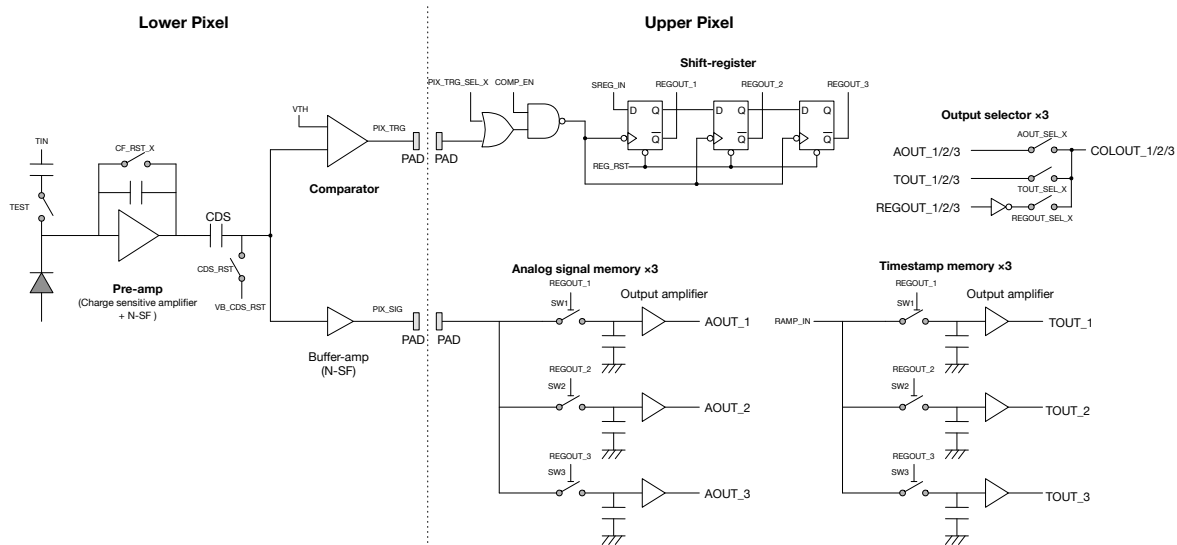 Lower Pixel
Upper Pixel
Shift-register
PIX_TRG_SEL_X
COMP_EN
SREG_IN
REGOUT_1
REGOUT_2
REGOUT_3
D
Q
D
Q
D
Q
Q
Q
Q
REG_RST
VTH
PIX_TRG
PAD
PAD
Comparator
Output selector ×3
AOUT_SEL_X
AOUT_1/2/3
COLOUT_1/2/3
TOUT_1/2/3
TOUT_SEL_X
REGOUT_1/2/3
REGOUT_SEL_X
TIN
CF_RST_X
TEST
CDS
CDS_RST
VB_CDS_RST
Pre-amp
(Charge sensitive amplifier
+ N-SF )
PIX_SIG
PAD
PAD
Buffer-amp
(N-SF)
Analog signal memory ×3
REGOUT_1
Output amplifier
SW1
AOUT_1
REGOUT_2
SW2
AOUT_2
REGOUT_3
SW3
AOUT_3
Timestamp memory ×3
REGOUT_1
Output amplifier
SW1
RAMP_IN
TOUT_1
REGOUT_2
SW2
TOUT_2
REGOUT_3
SW3
TOUT_3